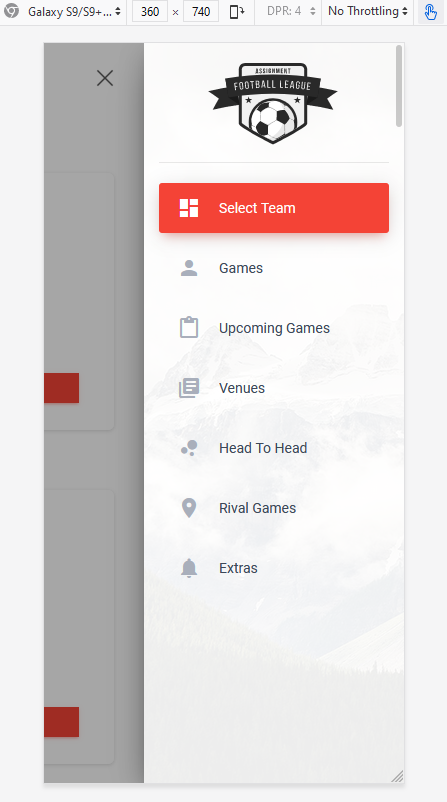 Galaxy S9/S9+... 360 × 740 DPR: 4 No Throttling
ASSIGNMENT
FOOTBALL LEAGUE
Select Team
Games
Upcoming Games
Venues
Head To Head
Rival Games
Extras